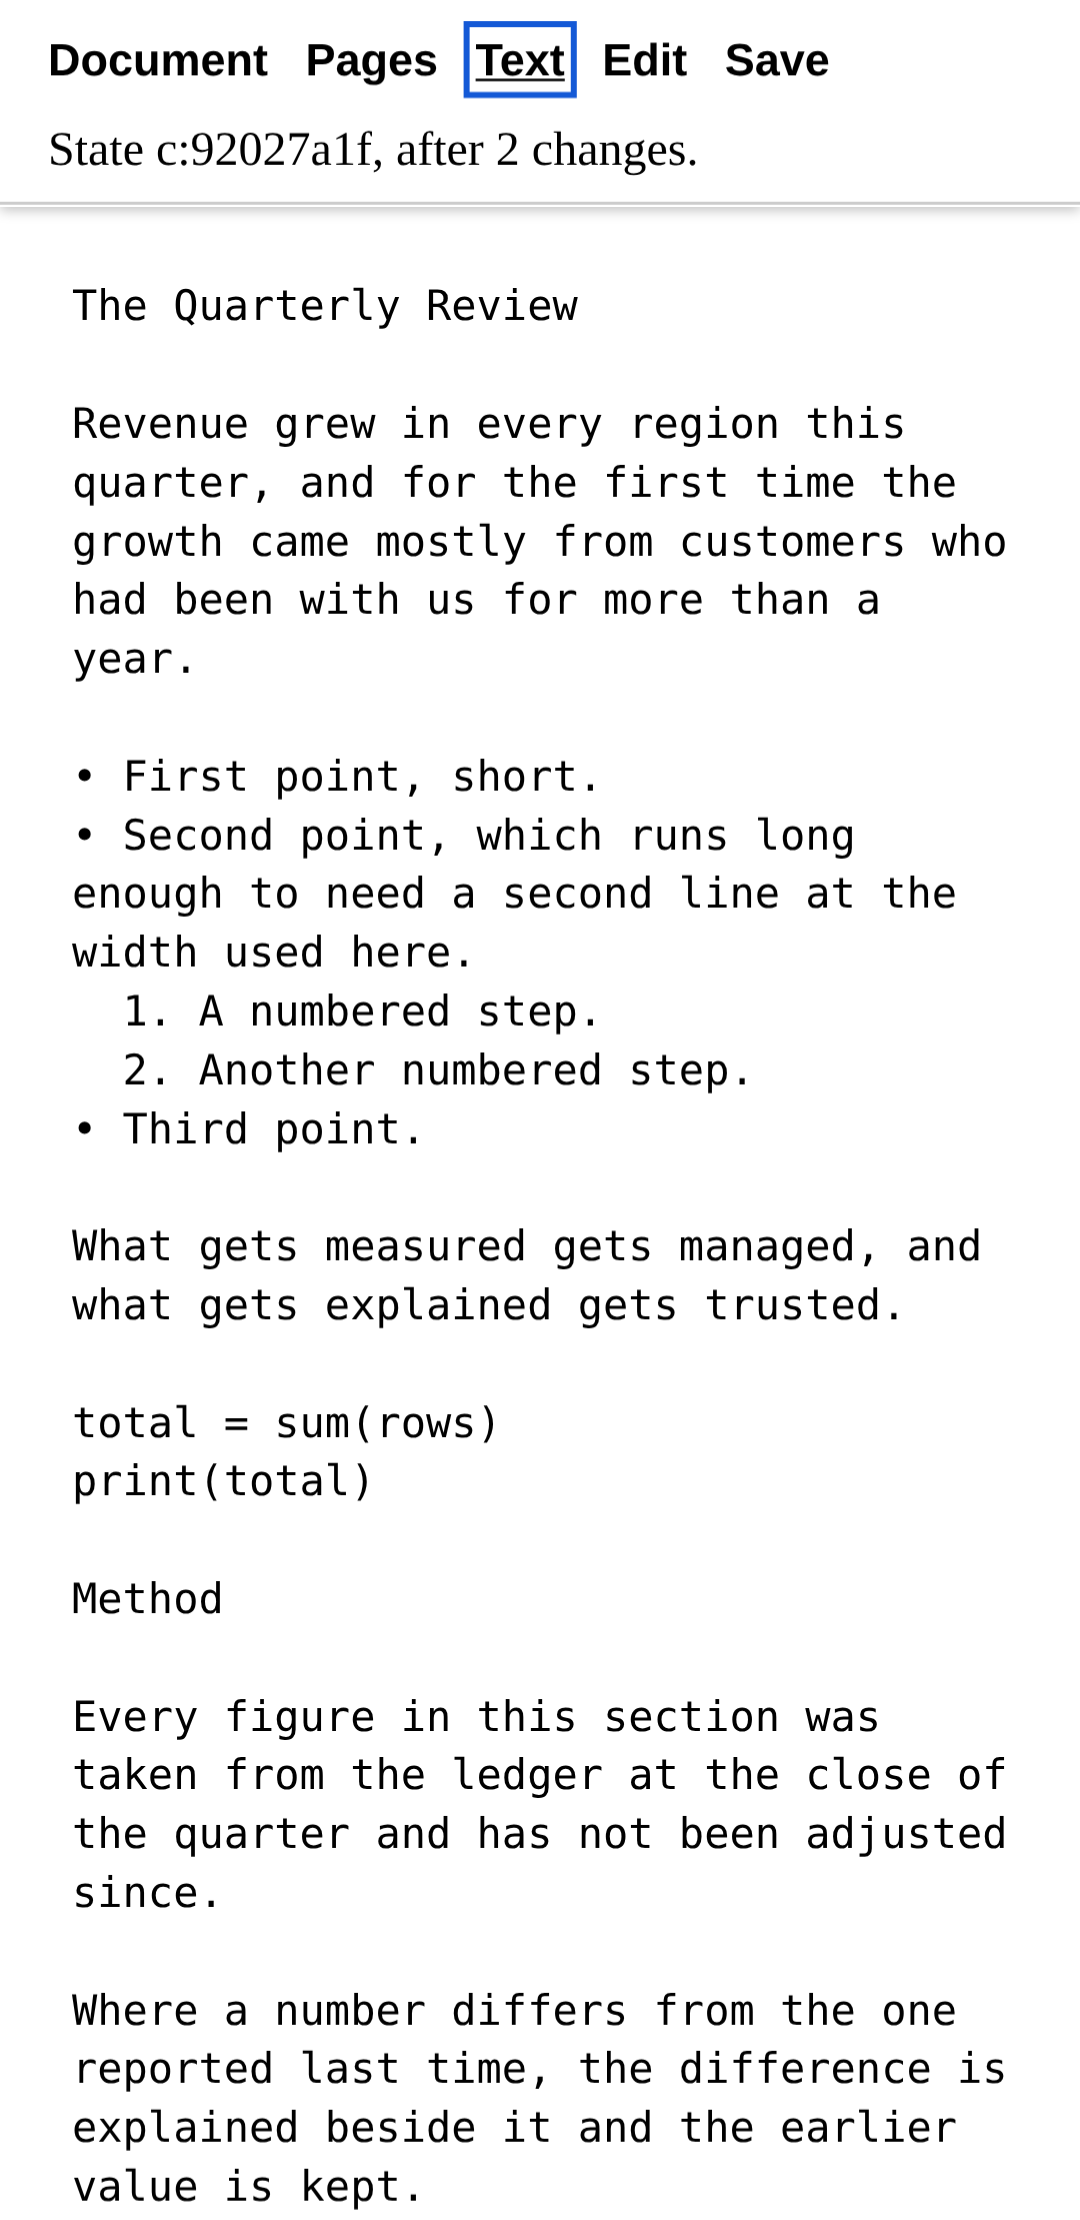 Document Pages Text Edit Save
State c:92027a1f, after 2 changes.
The Quarterly Review
Revenue grew in every region this
quarter, and for the first time the
growth came mostly from customers who
had been with us for more than a
year.
• First point, short.
• Second point, which runs long
enough to need a second line at the
width used here.
1. A numbered step.
2. Another numbered step.
• Third point.
What gets measured gets managed, and
what gets explained gets trusted.
total = sum(rows)
print(total)
Method
Every figure in this section was
taken from the ledger at the close of
the quarter and has not been adjusted
since.
Where a number differs from the one
reported last time, the difference is
explained beside it and the earlier
value is kept.